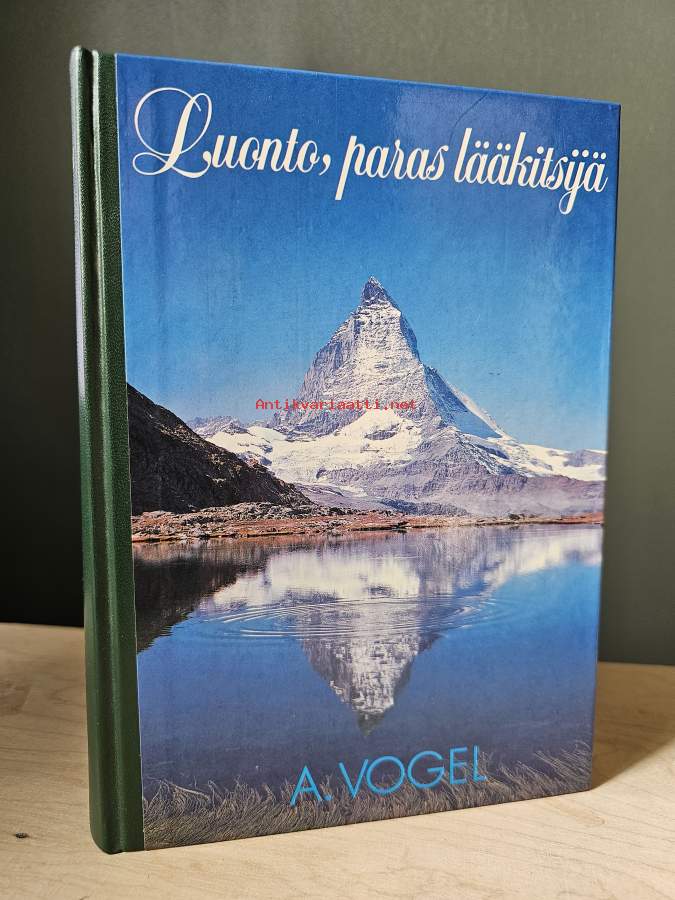 Luonto, paras lääkitsijä
Antikvariaatti.net
A. VOGEL